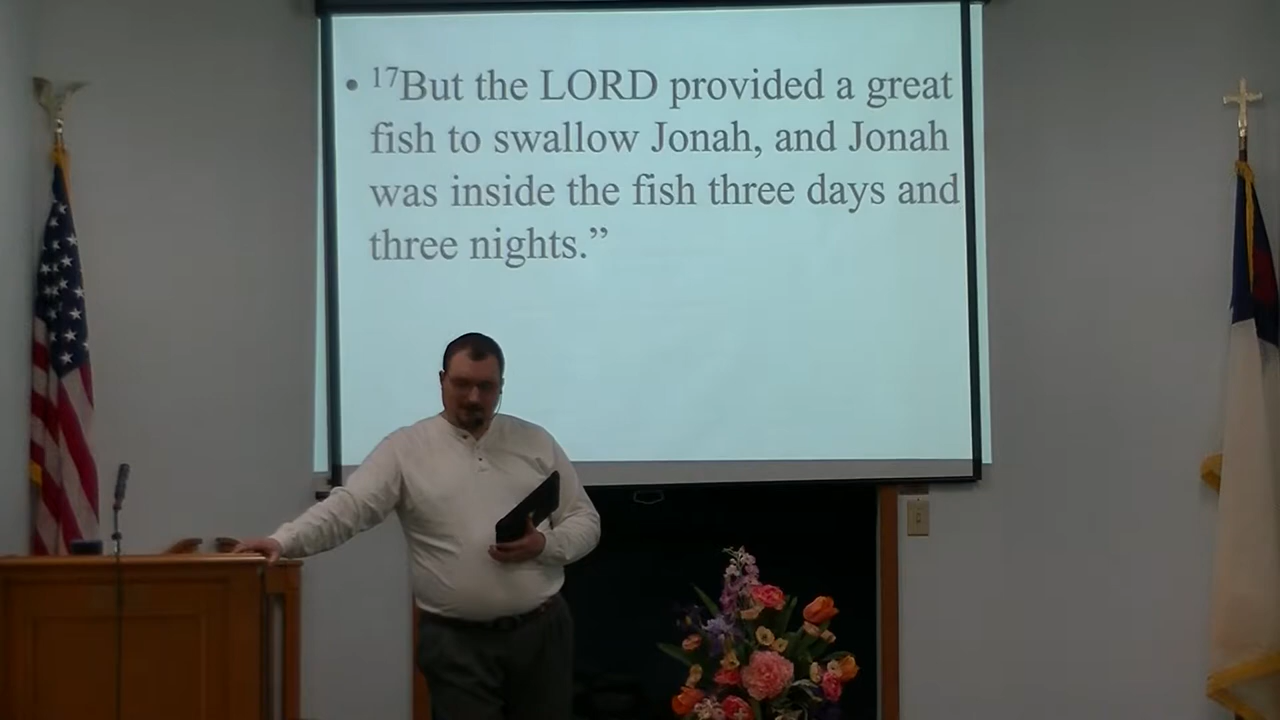 • ¹⁷But the LORD provided a great
fish to swallow Jonah, and Jonah
was inside the fish three days and
three nights.”